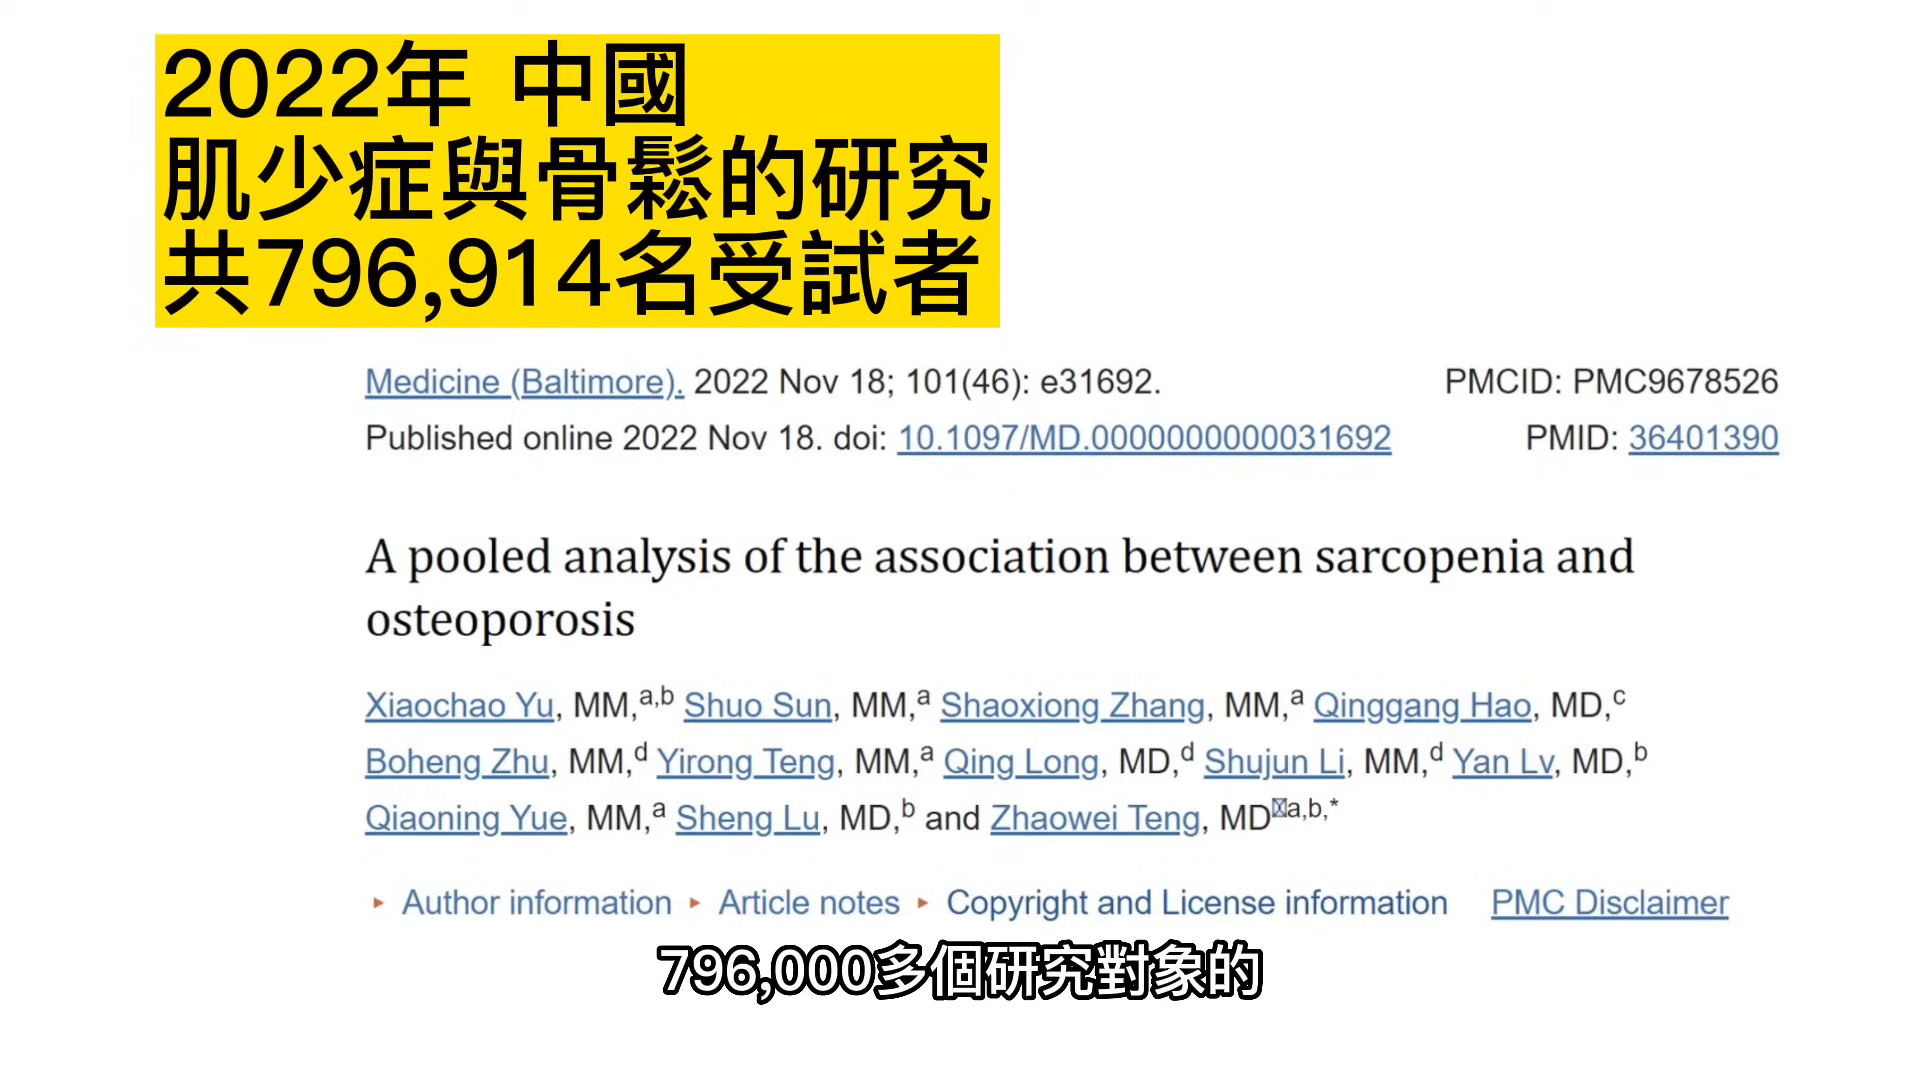 2022年 中國
肌少症與骨鬆的研究
共796,914名受試者
Medicine (Baltimore). 2022 Nov 18; 101(46): e31692. PMCID: PMC9678526
Published online 2022 Nov 18. doi: 10.1097/MD.0000000000031692 PMID: 36401390
A pooled analysis of the association between sarcopenia and
osteoporosis
Xiaochao Yu, MM,a,b Shuo Sun, MM,a Shaoxiong Zhang, MM,a Qinggang Hao, MD,c
Boheng Zhu, MM,d Yirong Teng, MM,a Qing Long, MD,d Shujun Li, MM,d Yan Lv, MD,b
Qiaoning Yue, MM,a Sheng Lu, MD,b and Zhaowei Teng, MDa,b,*
▸ Author information ▸ Article notes ▸ Copyright and License information PMC Disclaimer
796,000多個研究對象的